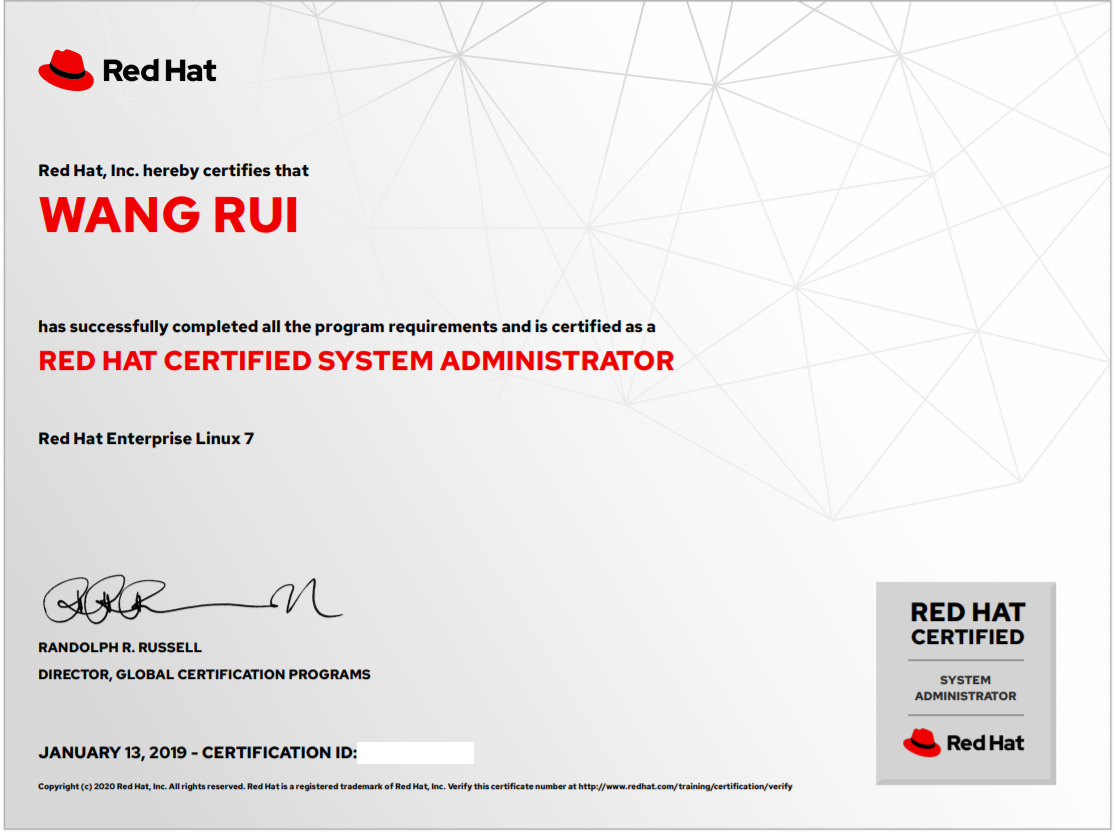 Red Hat
Red Hat, Inc. hereby certifies that
WANG RUI
has successfully completed all the program requirements and is certified as a
RED HAT CERTIFIED SYSTEM ADMINISTRATOR
Red Hat Enterprise Linux 7
RANDOLPH R. RUSSELL
DIRECTOR, GLOBAL CERTIFICATION PROGRAMS
JANUARY 13, 2019 - CERTIFICATION ID:
Copyright (c) 2020 Red Hat, Inc. All rights reserved. Red Hat is a registered trademark of Red Hat, Inc. Verify this certificate number at http://www.redhat.com/training/certification/verify
RED HAT
CERTIFIED
SYSTEM
ADMINISTRATOR
Red Hat